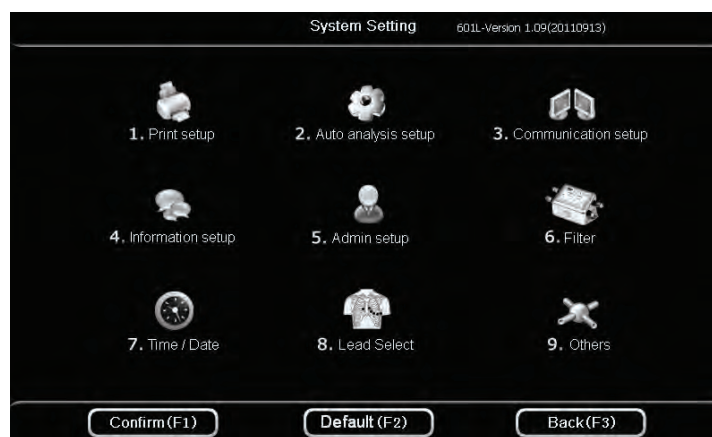 System Setting 601L-Version 1.09(20110913)
1. Print setup 2. Auto analysis setup 3. Communication setup
4. Information setup 5. Admin setup 6. Filter
7. Time / Date 8. Lead Select 9. Others
Confirm(F1) Default(F2) Back(F3)